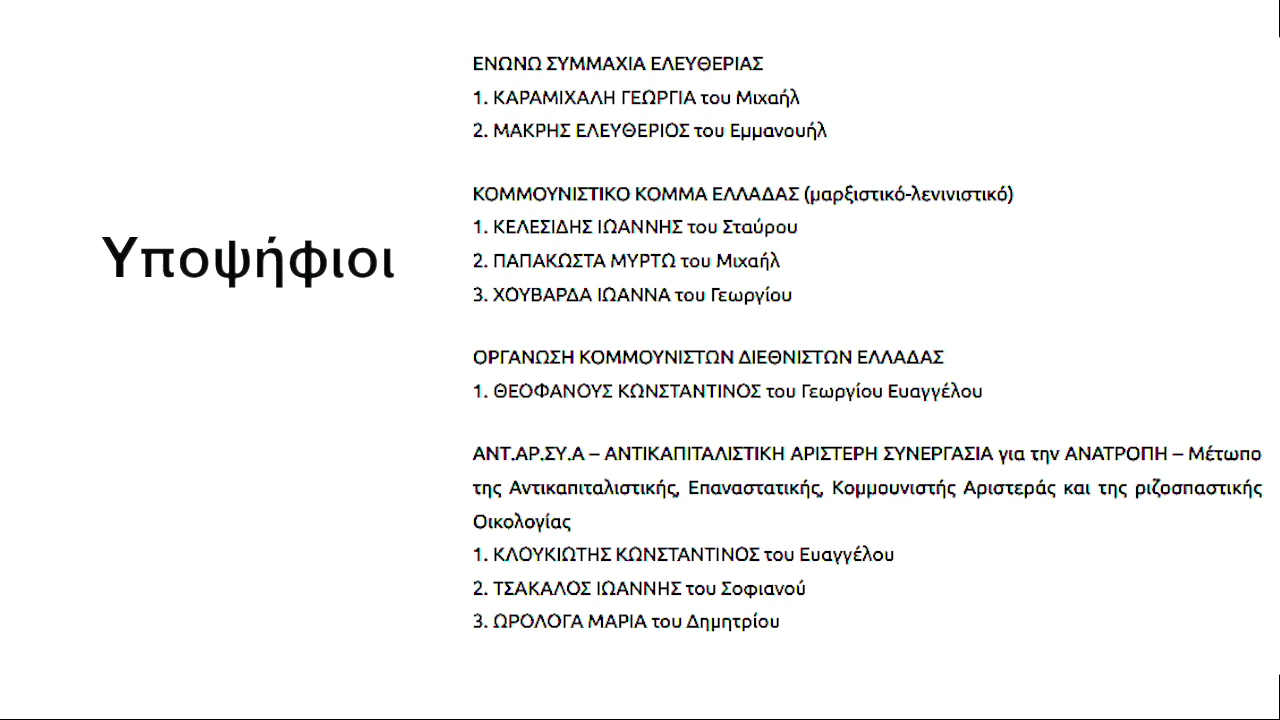 Υποψήφιοι
ΕΝΩΝΩ ΣΥΜΜΑΧΙΑ ΕΛΕΥΘΕΡΙΑΣ
1. ΚΑΡΑΜΙΧΑΛΗ ΓΕΩΡΓΙΑ του Μιχαήλ
2. ΜΑΚΡΗΣ ΕΛΕΥΘΕΡΙΟΣ του Εμμανουήλ
ΚΟΜΜΟΥΝΙΣΤΙΚΟ ΚΟΜΜΑ ΕΛΛΑΔΑΣ (μαρξιστικό-λενινιστικό)
1. ΚΕΛΕΣΙΔΗΣ ΙΩΑΝΝΗΣ του Σταύρου
2. ΠΑΠΑΚΩΣΤΑ ΜΥΡΤΩ του Μιχαήλ
3. ΧΟΥΒΑΡΔΑ ΙΩΑΝΝΑ του Γεωργίου
ΟΡΓΑΝΩΣΗ ΚΟΜΜΟΥΝΙΣΤΩΝ ΔΙΕΘΝΙΣΤΩΝ ΕΛΛΑΔΑΣ
1. ΘΕΟΦΑΝΟΥΣ ΚΩΝΣΤΑΝΤΙΝΟΣ του Γεωργίου Ευαγγέλου
ΑΝΤ.ΑΡ.ΣΥ.Α – ΑΝΤΙΚΑΠΙΤΑΛΙΣΤΙΚΗ ΑΡΙΣΤΕΡΗ ΣΥΝΕΡΓΑΣΙΑ για την ΑΝΑΤΡΟΠΗ – Μέτωπο
της Αντικαπιταλιστικής, Επαναστατικής, Κομμουνιστής Αριστεράς και της ριζοσπαστικής
Οικολογίας
1. ΚΛΟΥΚΙΩΤΗΣ ΚΩΝΣΤΑΝΤΙΝΟΣ του Ευαγγέλου
2. ΤΣΑΚΑΛΟΣ ΙΩΑΝΝΗΣ του Σοφιανού
3. ΩΡΟΛΟΓΑ ΜΑΡΙΑ του Δημητρίου